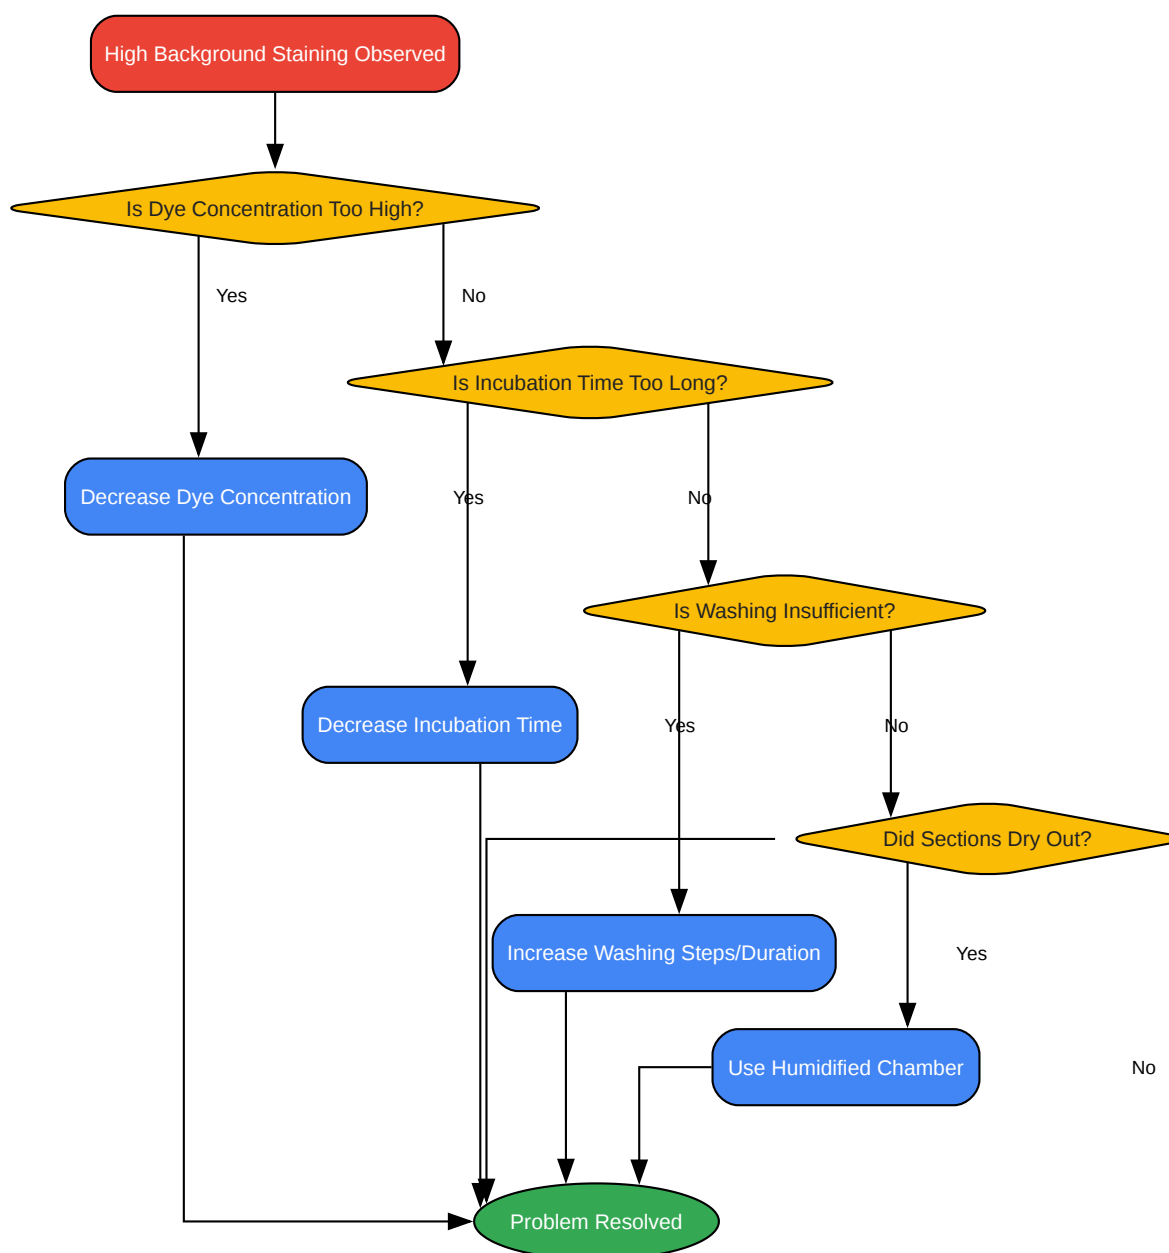 High Background Staining Observed
Is Dye Concentration Too High?
Yes
No
Is Incubation Time Too Long?
Decrease Dye Concentration
Yes
No
Is Washing Insufficient?
Decrease Incubation Time
Yes
No
Did Sections Dry Out?
Increase Washing Steps/Duration
Yes
Use Humidified Chamber
No
Problem Resolved